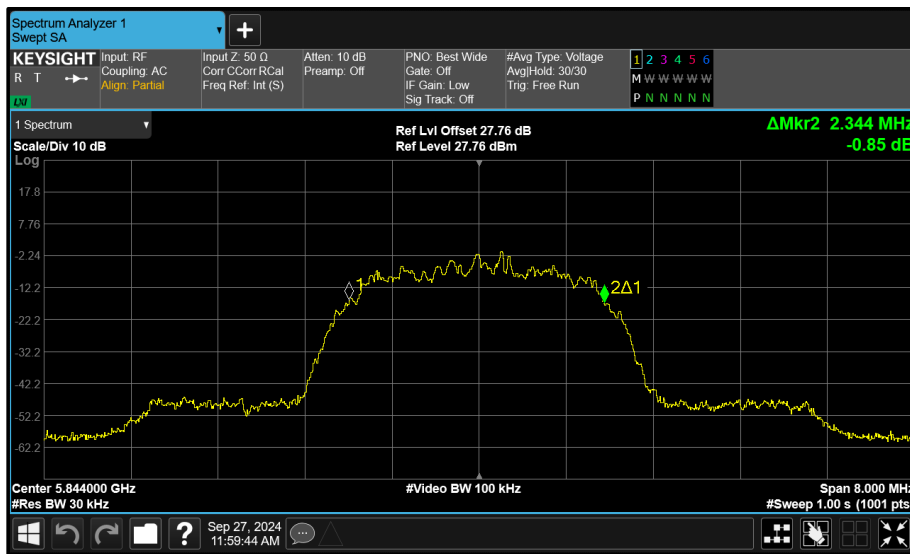 Spectrum Analyzer 1
Swept SA
KEYSIGHT
R T
LXI
Input: RF
Coupling: AC
Align: Partial
Input Z: 50 Ω
Corr CCorr RCal
Freq Ref: Int (S)
Atten: 10 dB
Preamp: Off
PNO: Best Wide
Gate: Off
IF Gain: Low
Sig Track: Off
#Avg Type: Voltage
Avg|Hold: 30/30
Trig: Free Run
1 2 3 4 5 6
M W W W W W
P N N N N N
1 Spectrum
Scale/Div 10 dB
Log
Ref Lvl Offset 27.76 dB
Ref Level 27.76 dBm
ΔMkr2 2.344 MHz
-0.85 dB
17.8
7.76
-2.24
-12.2
-22.2
-32.2
-42.2
-52.2
-62.2
1
2Δ1
Center 5.844000 GHz
#Res BW 30 kHz
#Video BW 100 kHz
Span 8.000 MHz
#Sweep 1.00 s (1001 pts
Sep 27, 2024
11:59:44 AM